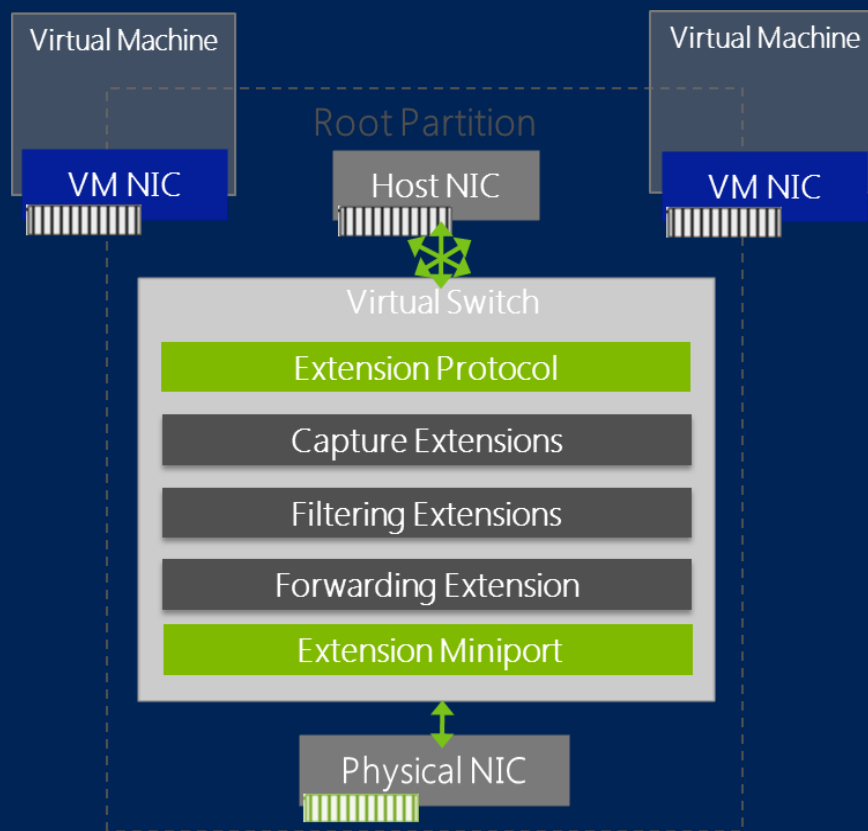 Virtual Machine
Virtual Machine
Root Partition
VM NIC
Host NIC
VM NIC
Virtual Switch
Extension Protocol
Capture Extensions
Filtering Extensions
Forwarding Extension
Extension Miniport
Physical NIC